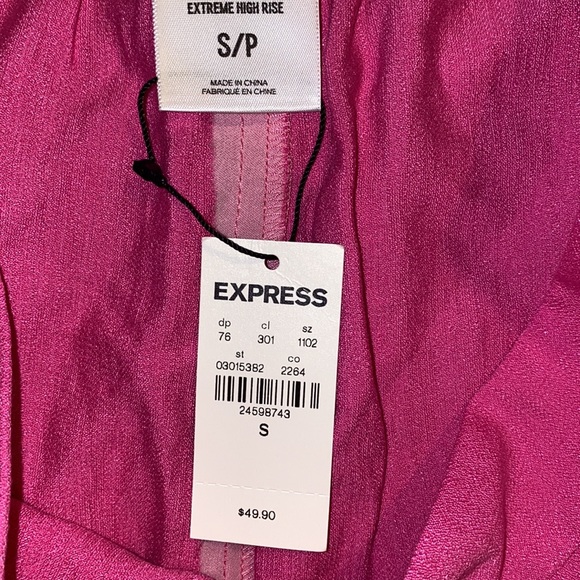 EXTREME HIGH RISE
S/P
MADE IN CHINA
FABRIQUÉ EN CHINE
EXPRESS
dp cl sz
76 301 1102
st co
03015382 2264
24598743
S
$49.90